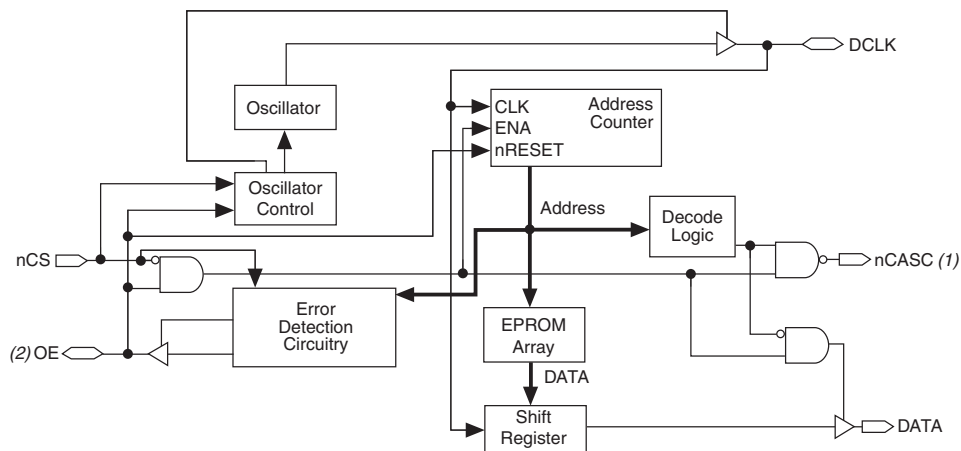 DCLK
Oscillator
CLK
Address
Counter
ENA
nRESET
Oscillator
Control
Address
Decode
Logic
nCS
nCASC (1)
Error
Detection
Circuitry
EPROM
Array
(2) OE
DATA
Shift
Register
DATA